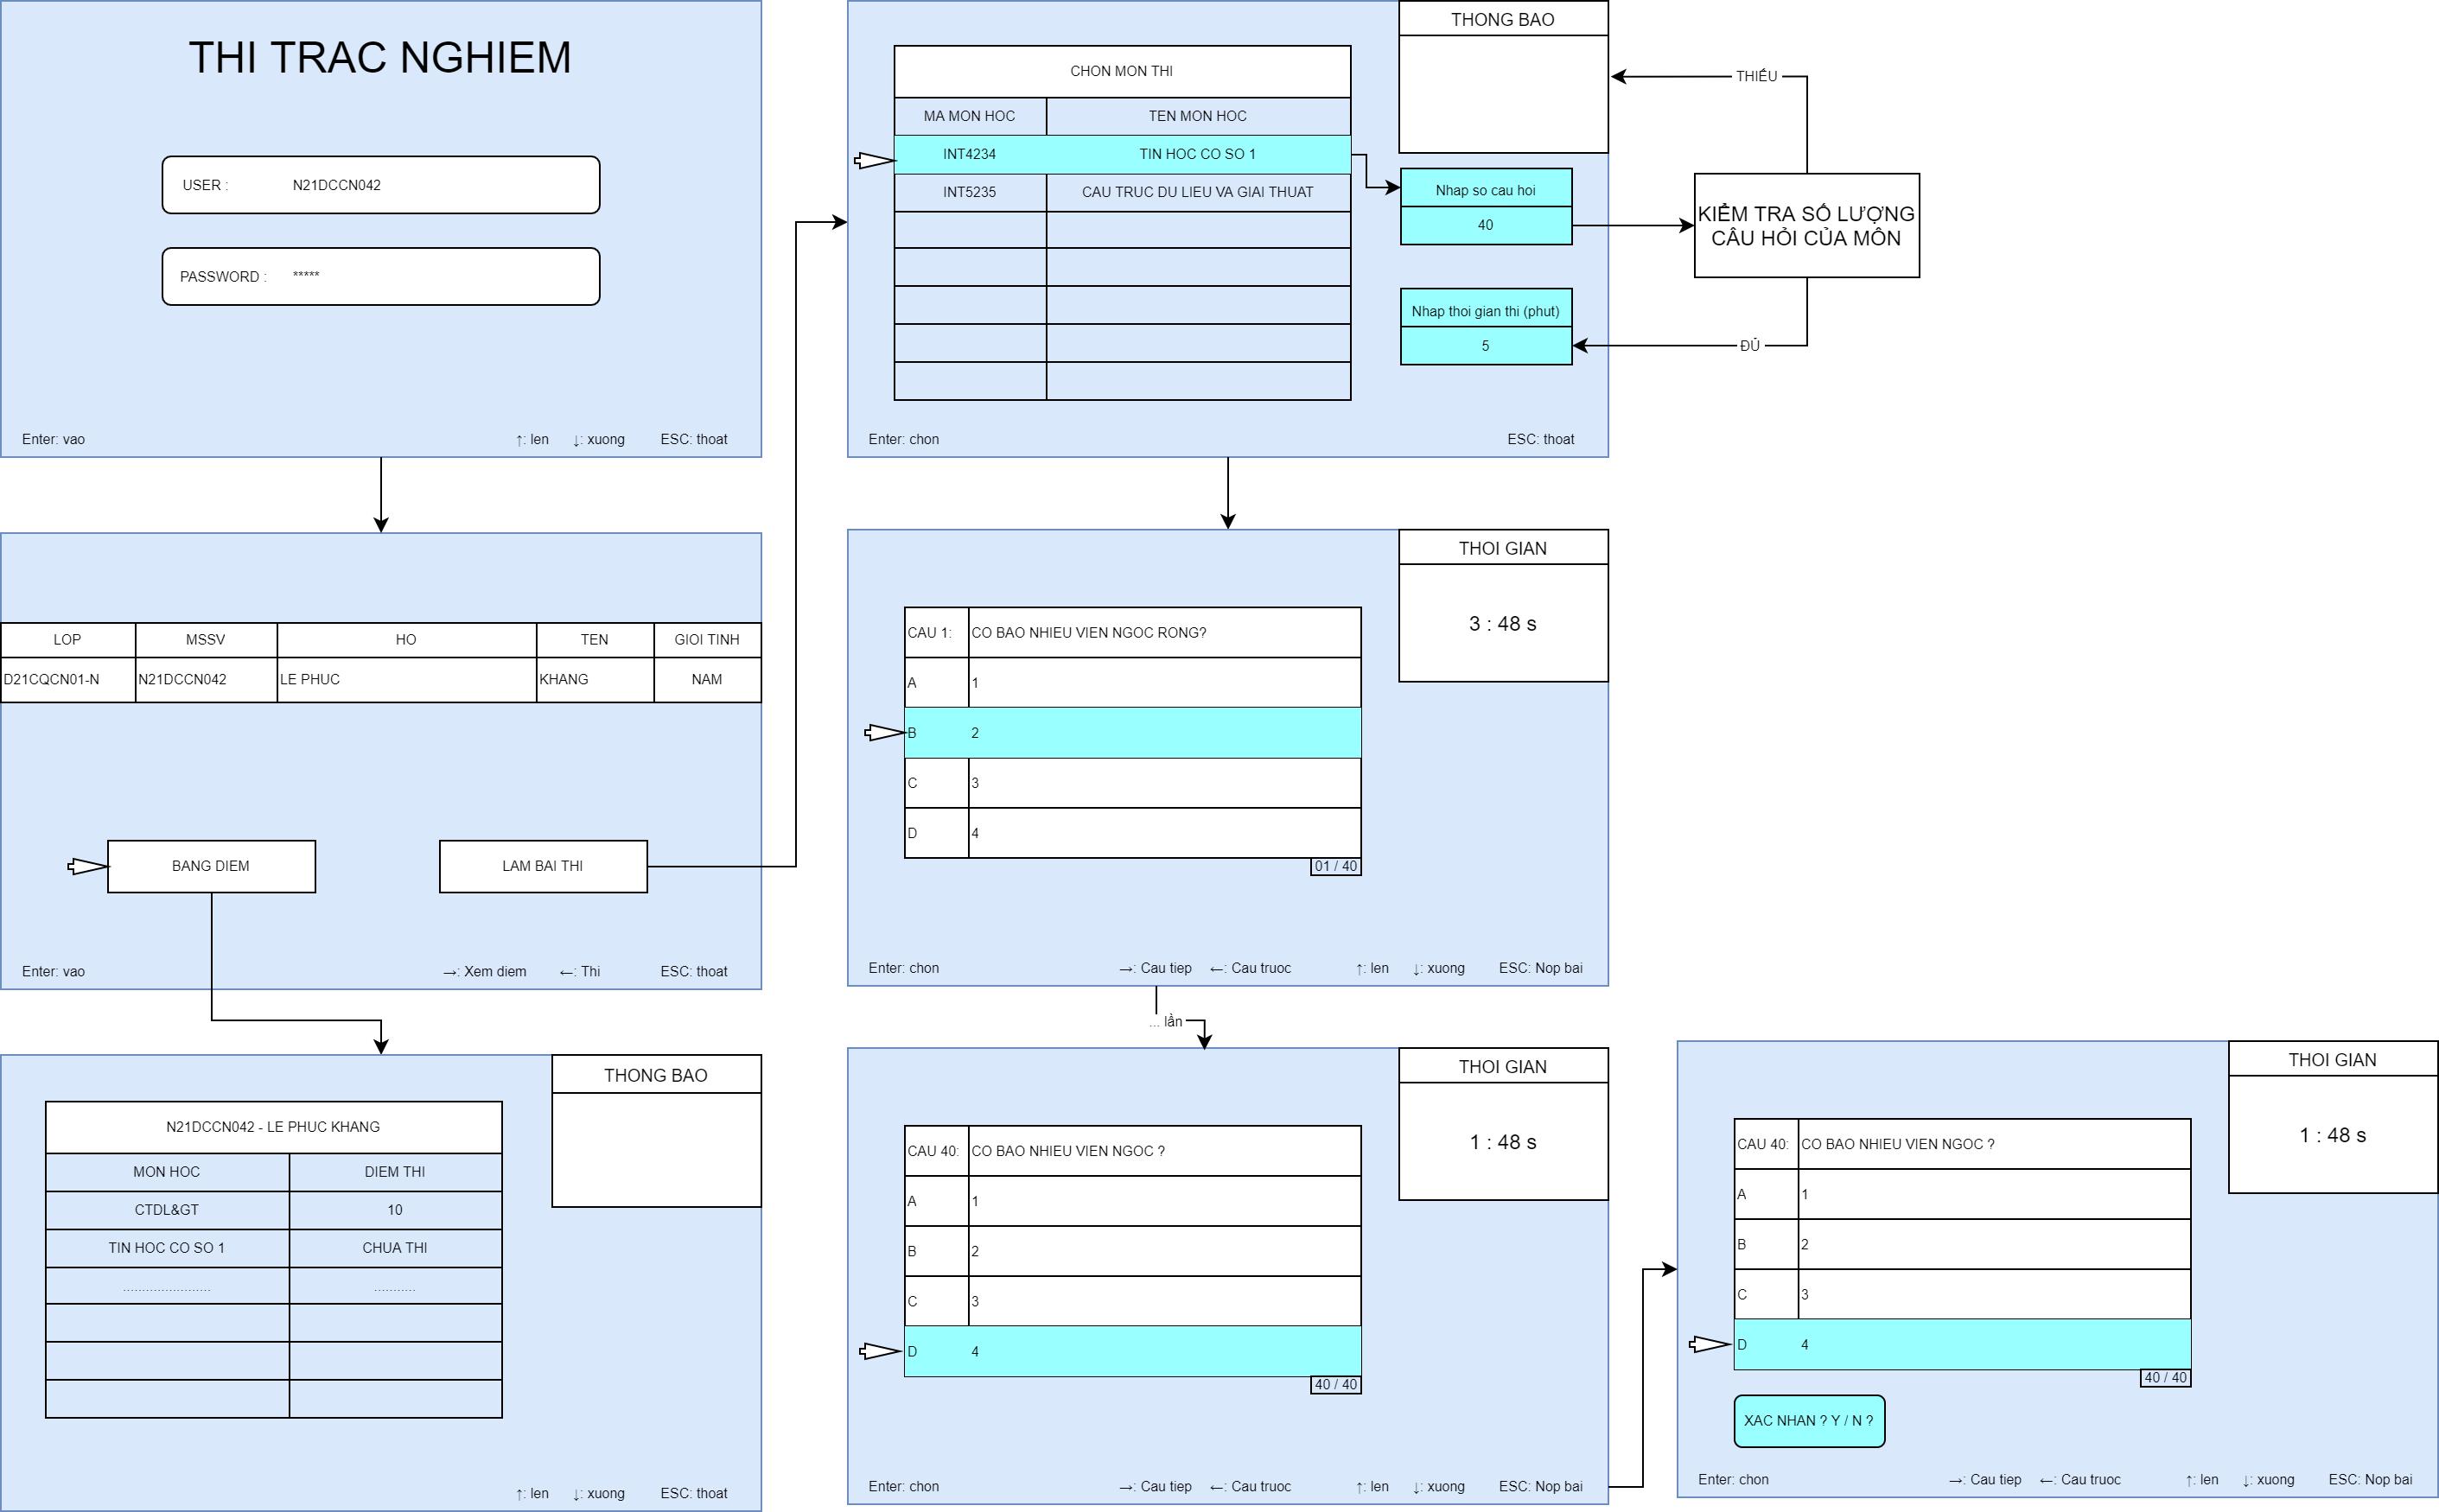 THI TRAC NGHIEM
USER : N21DCCN042
PASSWORD : *****
Enter: vao ↑: len ↓: xuong ESC: thoat
LOP MSSV HO TEN GIOI TINH
D21CQCN01-N N21DCCN042 LE PHUC KHANG NAM
BANG DIEM LAM BAI THI
Enter: vao →: Xem diem ←: Thi ESC: thoat
THONG BAO
N21DCCN042 - LE PHUC KHANG
MON HOC DIEM THI
CTDL&GT 10
TIN HOC CO SO 1 CHUA THI
....................... ...........
↑: len ↓: xuong ESC: thoat
THONG BAO
CHON MON THI
MA MON HOC TEN MON HOC
INT4234 TIN HOC CO SO 1
INT5235 CAU TRUC DU LIEU VA GIAI THUAT
Nhap so cau hoi
40
Nhap thoi gian thi (phut)
5
Enter: chon ESC: thoat
THIẾU
KIỂM TRA SỐ LƯỢNG
CÂU HỎI CỦA MÔN
ĐỦ
THOI GIAN
3 : 48 s
CAU 1: CO BAO NHIEU VIEN NGOC RONG?
A 1
B 2
C 3
D 4
01 / 40
Enter: chon →: Cau tiep ←: Cau truoc ↑: len ↓: xuong ESC: Nop bai
... lần
THOI GIAN
1 : 48 s
CAU 40: CO BAO NHIEU VIEN NGOC ?
A 1
B 2
C 3
D 4
40 / 40
Enter: chon →: Cau tiep ←: Cau truoc ↑: len ↓: xuong ESC: Nop bai
THOI GIAN
1 : 48 s
CAU 40: CO BAO NHIEU VIEN NGOC ?
A 1
B 2
C 3
D 4
40 / 40
XAC NHAN ? Y / N ?
Enter: chon →: Cau tiep ←: Cau truoc ↑: len ↓: xuong ESC: Nop bai